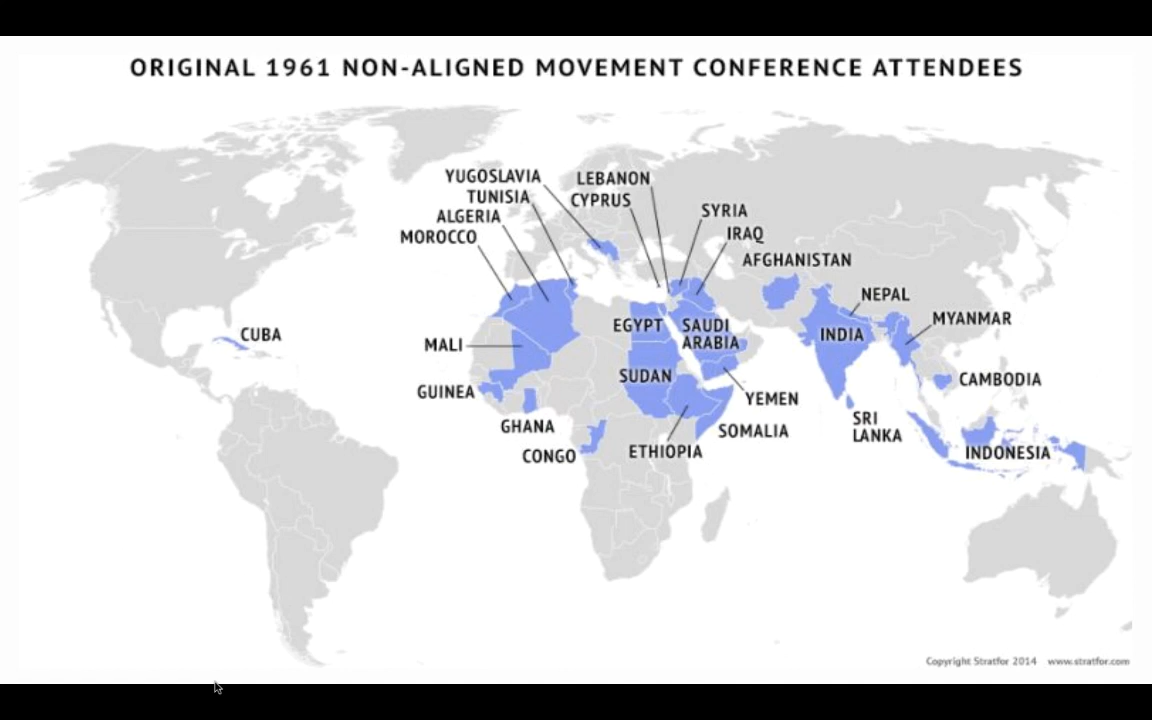 ORIGINAL 1961 NON-ALIGNED MOVEMENT CONFERENCE ATTENDEES
YUGOSLAVIA
LEBANON
TUNISIA
CYPRUS
ALGERIA
SYRIA
MOROCCO
IRAQ
AFGHANISTAN
NEPAL
MYANMAR
CUBA
EGYPT
SAUDI
ARABIA
INDIA
MALI
SUDAN
CAMBODIA
GUINEA
YEMEN
GHANA
SOMALIA
SRI
LANKA
CONGO
ETHIOPIA
INDONESIA
Copyright Stratfor 2014 www.stratfor.com